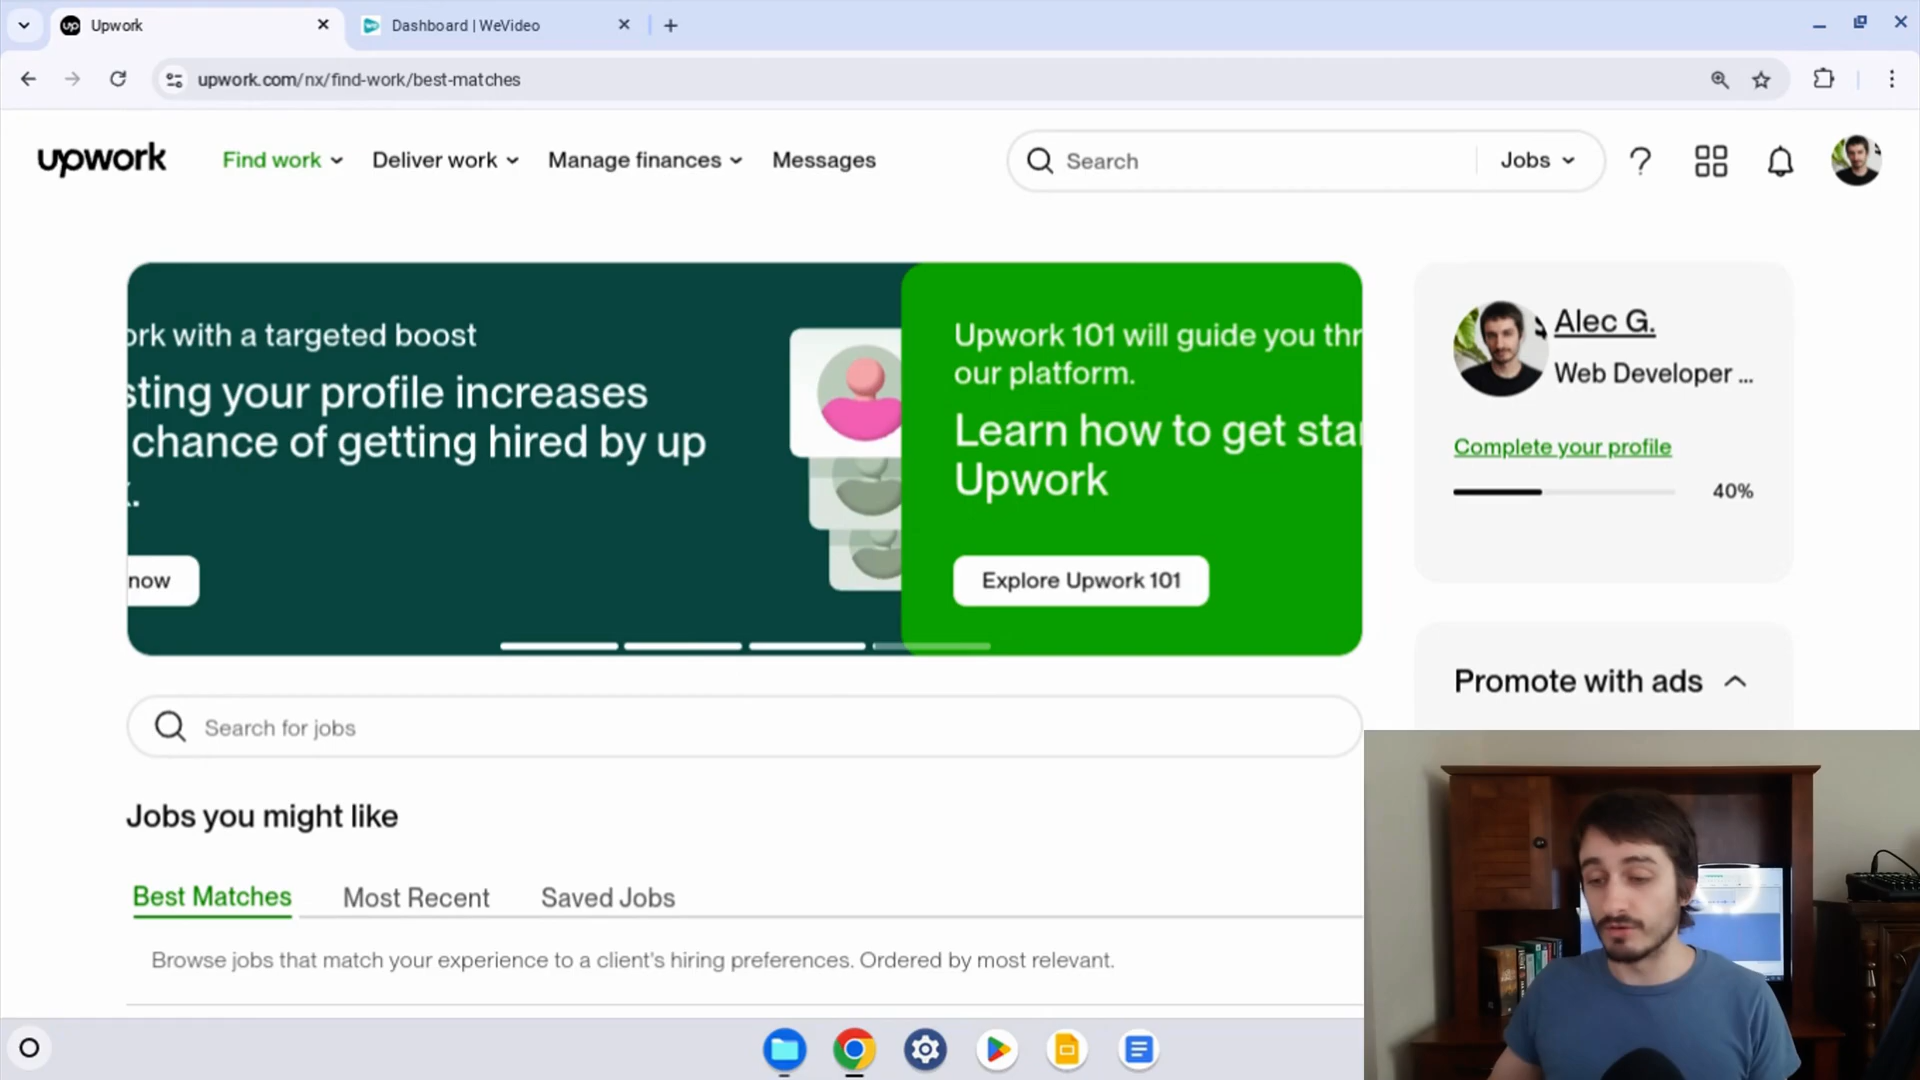 Upwork
Dashboard | WeVideo
upwork.com/nx/find-work/best-matches
upwork
Find work
Deliver work
Manage finances
Messages
Search
Jobs
ork with a targeted boost
sting your profile increases
chance of getting hired by up
now
Upwork 101 will guide you thr
our platform.
Learn how to get star
Upwork
Explore Upwork 101
Alec G.
Web Developer ...
Complete your profile
40%
Promote with ads
Search for jobs
Jobs you might like
Best Matches
Most Recent
Saved Jobs
Browse jobs that match your experience to a client's hiring preferences. Ordered by most relevant.